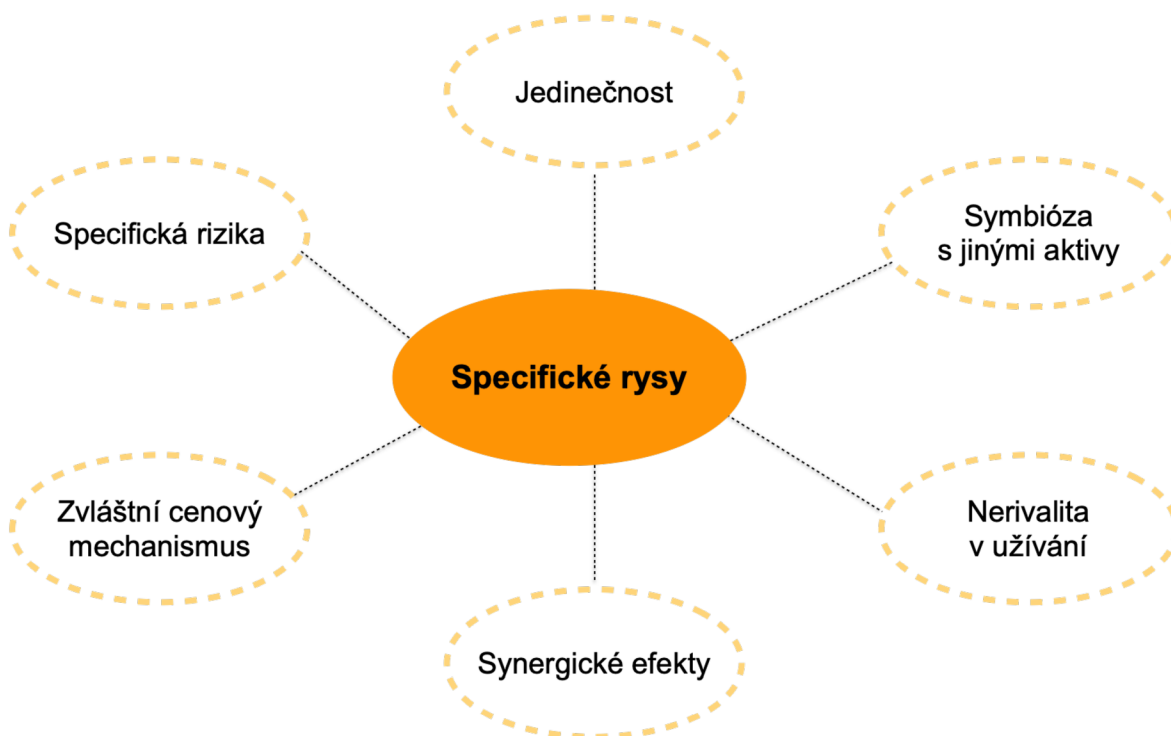 Jedinečnost
Specifická rizika
Symbióza
s jinými aktivy
Specifické rysy
Zvláštní cenový
mechanismus
Nerivalita
v užívání
Synergické efekty